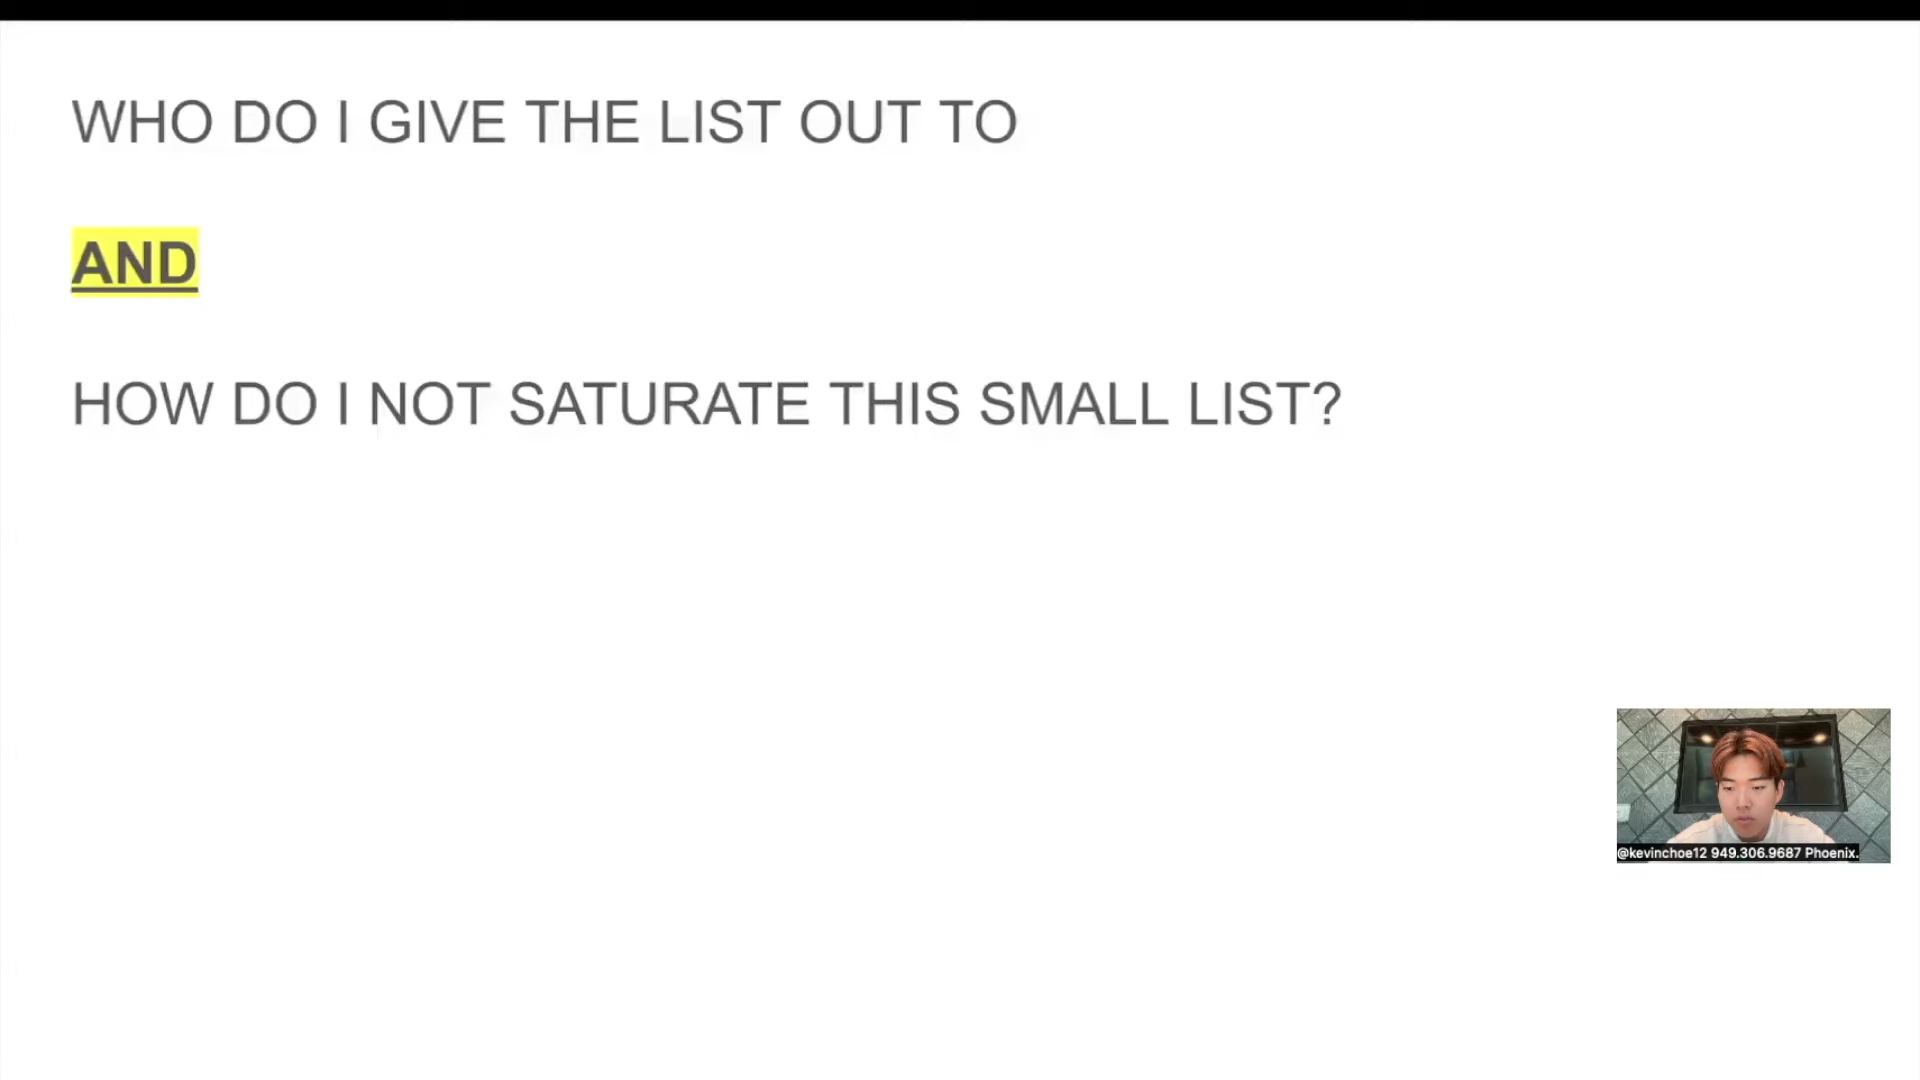 WHO DO I GIVE THE LIST OUT TO
AND
HOW DO I NOT SATURATE THIS SMALL LIST?
@kevinchoe12 949.306.9687 Phoenix.